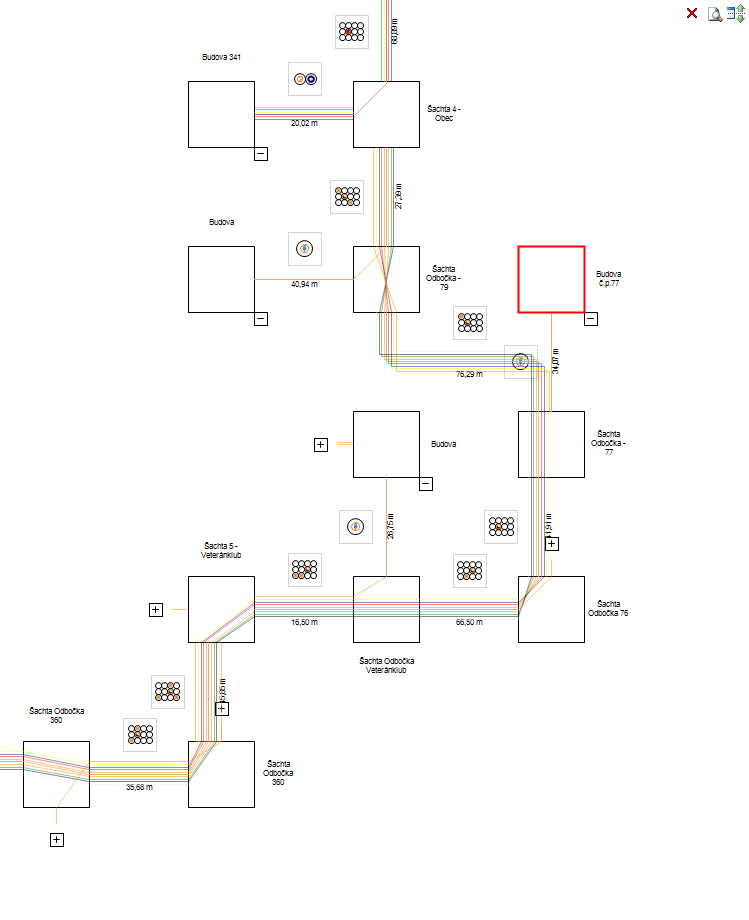 68,89 m
Budova 341
Šachta 4 -
Obec
20,02 m
27,39 m
Budova
Šachta
Odbočka -
79
40,94 m
Budova
č.p.77
34,07 m
76,29 m
Budova
Šachta
Odbočka -
77
26,75 m
Šachta 5 -
Veteránklub
16,50 m
66,50 m
Šachta
Odbočka 76
Šachta Odbočka
Veteránklub
Šachta Odbočka
360
Šachta
Odbočka
360
35,68 m